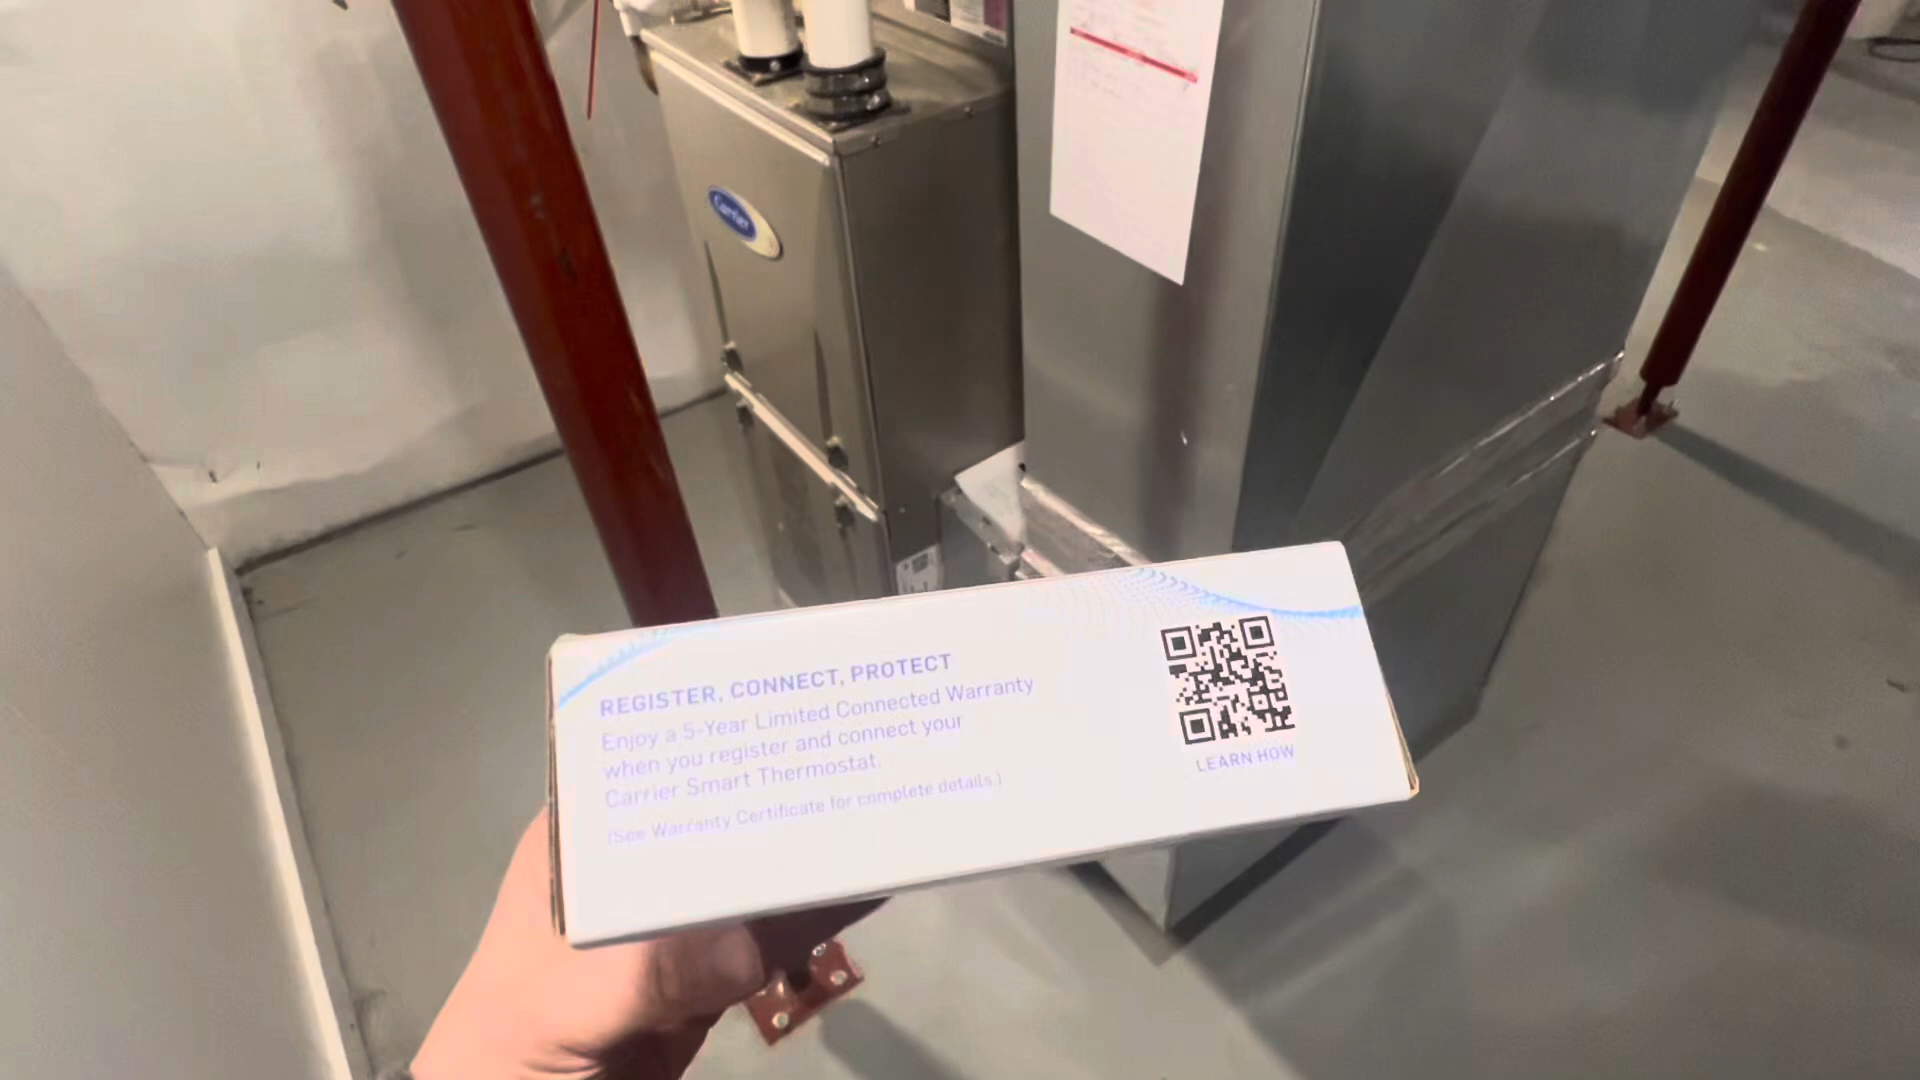 Carrier
REGISTER, CONNECT, PROTECT
Enjoy a 5-Year Limited Connected Warranty
when you register and connect your
Carrier Smart Thermostat.
(See Warranty Certificate for complete details.)
LEARN HOW